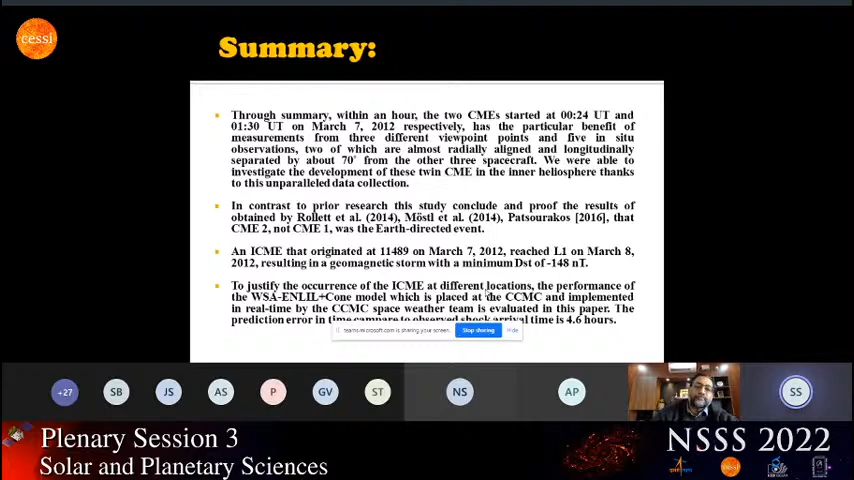 cessi
Summary:
Through summary, within an hour, the two CMEs started at 00:24 UT and
01:30 UT on March 7, 2012 respectively, has the particular benefit of
measurements from three different viewpoint points and five in situ
observations, two of which are almost radially aligned and longitudinally
separated by about 70° from the other three spacecraft. We were able to
investigate the development of these twin CME in the inner heliosphere thanks
to this unparalleled data collection.
In contrast to prior research this study conclude and proof the results of
obtained by Rollett et al. (2014), Möstl et al. (2014), Patsourakos [2016], that
CME 2, not CME 1, was the Earth-directed event.
An ICME that originated at 11489 on March 7, 2012, reached L1 on March 8,
2012, resulting in a geomagnetic storm with a minimum Dst of -148 nT.
To justify the occurrence of the ICME at different locations, the performance of
the WSA-ENLIL+Cone model which is placed at the CCMC and implemented
in real-time by the CCMC space weather team is evaluated in this paper. The
prediction error in time compare to observed shock arrival time is 4.6 hours.
teams.microsoft.com is sharing your screen. Stop sharing Hide
+27 SB JS AS P GV ST NS AP SS
Plenary Session 3
Solar and Planetary Sciences
NSSS 2022
cessi